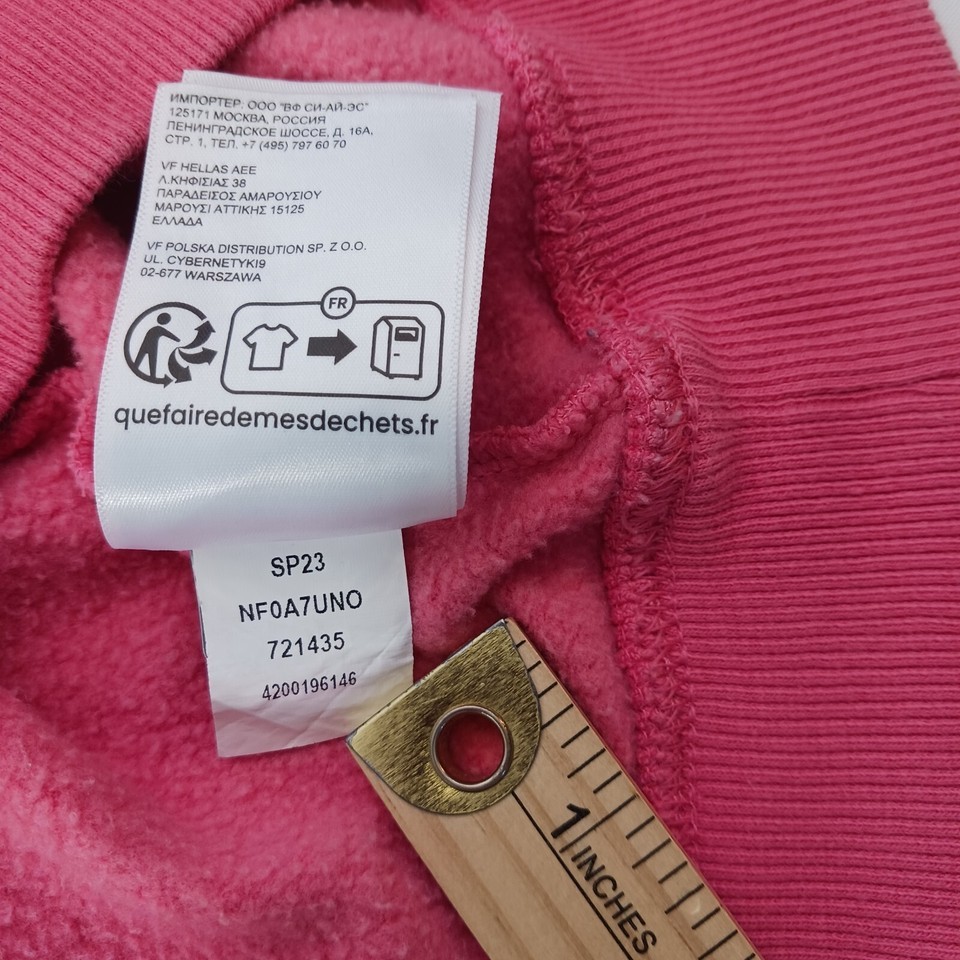 ИМПОРТЕР: ООО "ВФ СИ-АЙ-ЭС"
125171 МОСКВА, РОССИЯ
ЛЕНИНГРАДСКОЕ ШОССЕ, Д. 16А,
СТР. 1, ТЕЛ. +7 (495) 797 60 70
VF HELLAS AEE
Λ.ΚΗΦΙΣΙΑΣ 38
ΠΑΡΑΔΕΙΣΟΣ ΑΜΑΡΟΥΣΙΟΥ
ΜΑΡΟΥΣΙ ΑΤΤΙΚΗΣ 15125
ΕΛΛΑΔΑ
VF POLSKA DISTRIBUTION SP. Z O.O.
UL. CYBERNETYKI9
02-677 WARSZAWA
FR
quefairedemesdechets.fr
SP23
NF0A7UNO
721435
4200196146
1
INCHES